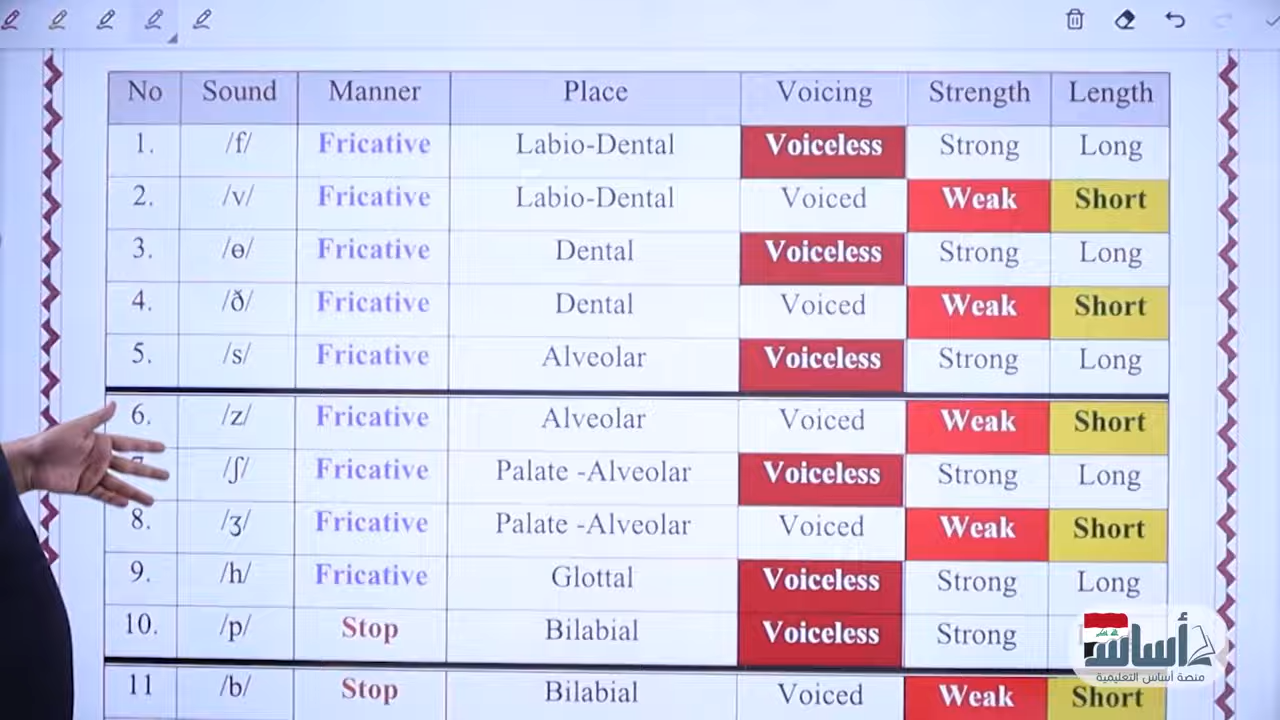 No Sound Manner Place Voicing Strength Length
1. /f/ Fricative Labio-Dental Voiceless Strong Long
2. /v/ Fricative Labio-Dental Voiced Weak Short
3. /ɵ/ Fricative Dental Voiceless Strong Long
4. /ð/ Fricative Dental Voiced Weak Short
5. /s/ Fricative Alveolar Voiceless Strong Long
6. /z/ Fricative Alveolar Voiced Weak Short
/ʃ/ Fricative Palate -Alveolar Voiceless Strong Long
8. /ʒ/ Fricative Palate -Alveolar Voiced Weak Short
9. /h/ Fricative Glottal Voiceless Strong Long
10. /p/ Stop Bilabial Voiceless Strong
11 /b/ Stop Bilabial Voiced Weak Short
أساس
منصة أساس التعليمية